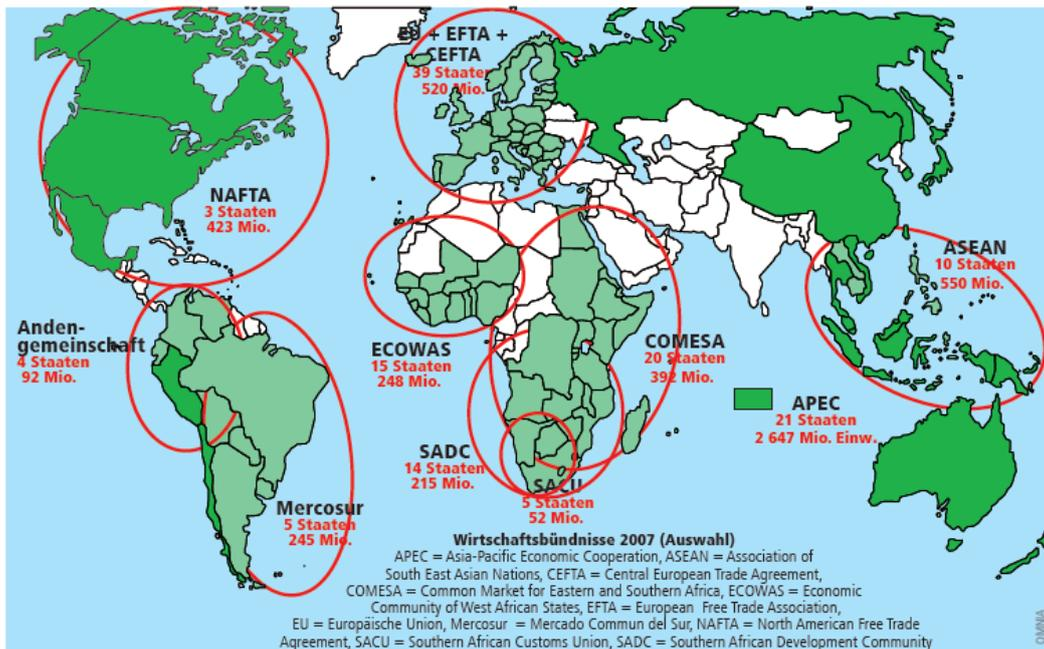 EU + EFTA +
CEFTA
39 Staaten
520 Mio.
NAFTA
3 Staaten
423 Mio.
ASEAN
10 Staaten
550 Mio.
Anden-
gemeinschaft
4 Staaten
92 Mio.
ECOWAS
15 Staaten
248 Mio.
COMESA
20 Staaten
392 Mio.
APEC
21 Staaten
2 647 Mio. Einw.
SADC
14 Staaten
215 Mio.
SACU
5 Staaten
52 Mio.
Mercosur
5 Staaten
245 Mio.
Wirtschaftsbündnisse 2007 (Auswahl)
APEC = Asia-Pacific Economic Cooperation, ASEAN = Association of
South East Asian Nations, CEFTA = Central European Trade Agreement,
COMESA = Common Market for Eastern and Southern Africa, ECOWAS = Economic
Community of West African States, EFTA = European Free Trade Association,
EU = Europäische Union, Mercosur = Mercado Commun del Sur, NAFTA = North American Free Trade
Agreement, SACU = Southern African Customs Union, SADC = Southern African Development Community
OMNIA